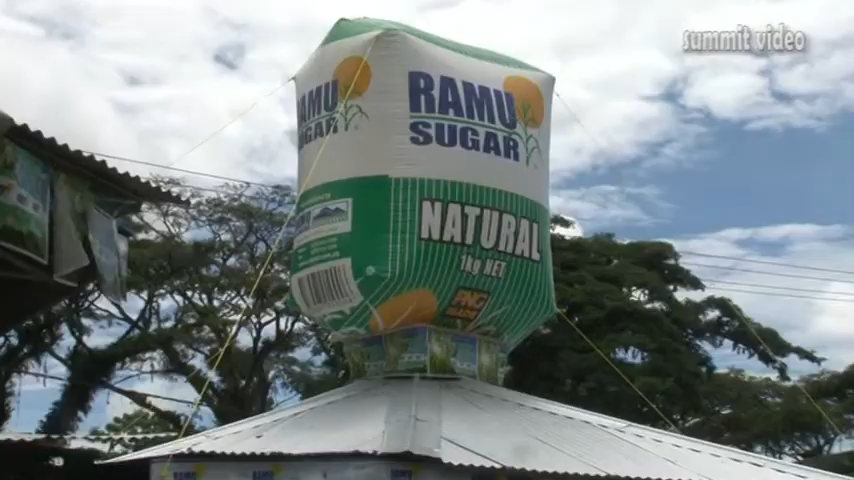 summit video
RAMU
SUGAR
RAMU
SUGAR
NATURAL
1kg NET
PNG
MADE